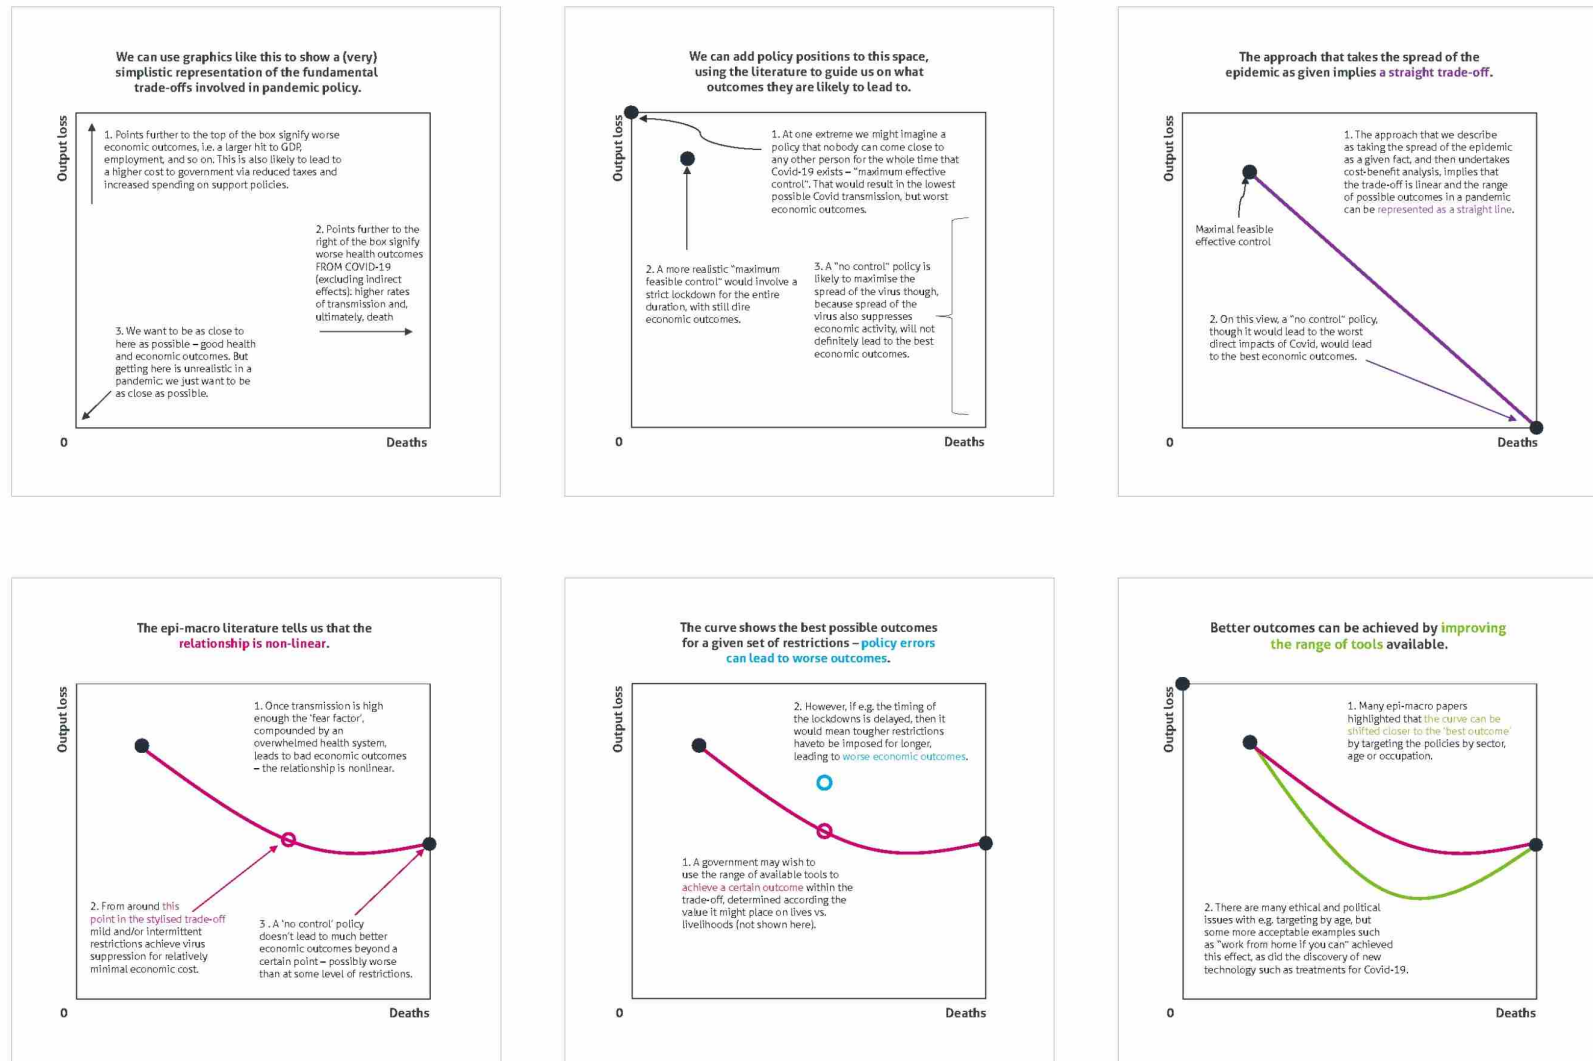 We can use graphics like this to show a (very)
simplistic representation of the fundamental
trade-offs involved in pandemic policy.
Output loss
1. Points further to the top of the box signify worse
economic outcomes, i.e. a larger hit to GDP,
employment, and so on. This is also likely to lead to
a higher cost to government via reduced taxes and
increased spending on support policies.
2. Points further to the
right of the box signify
worse health outcomes
FROM COVID-19
(excluding indirect
effects): higher rates
of transmission and,
ultimately, death
3. We want to be as close to
here as possible – good health
and economic outcomes. But
getting here is unrealistic in a
pandemic: we just want to be
as close as possible.
0
Deaths
We can add policy positions to this space,
using the literature to guide us on what
outcomes they are likely to lead to.
Output loss
1. At one extreme we might imagine a
policy that nobody can come close to
any other person for the whole time that
Covid-19 exists – “maximum effective
control”. That would result in the lowest
possible Covid transmission, but worst
economic outcomes.
2. A more realistic “maximum
feasible control” would involve a
strict lockdown for the entire
duration, with still dire
economic outcomes.
3. A “no control” policy is
likely to maximise the
spread of the virus though,
because spread of the
virus also suppresses
economic activity, will not
definitely lead to the best
economic outcomes.
0
Deaths
The approach that takes the spread of the
epidemic as given implies a straight trade-off.
Output loss
1. The approach that we describe
as taking the spread of the epidemic
as a given fact, and then undertakes
cost-benefit analysis, implies that
the trade-off is linear and the range
of possible outcomes in a pandemic
can be represented as a straight line.
Maximal feasible
effective control
2. On this view, a “no control” policy,
though it would lead to the worst
direct impacts of Covid, would lead
to the best economic outcomes.
0
Deaths
The epi-macro literature tells us that the
relationship is non-linear.
Output loss
1. Once transmission is high
enough the ‘fear factor’,
compounded by an
overwhelmed health system,
leads to bad economic outcomes
– the relationship is nonlinear.
2. From around this
point in the stylised trade-off
mild and/or intermittent
restrictions achieve virus
suppression for relatively
minimal economic cost.
3 . A ‘no control’ policy
doesn’t lead to much better
economic outcomes beyond a
certain point – possibly worse
than at some level of restrictions.
0
Deaths
The curve shows the best possible outcomes
for a given set of restrictions – policy errors
can lead to worse outcomes.
Output loss
2. However, if e.g. the timing of
the lockdowns is delayed, then it
would mean tougher restrictions
haveto be imposed for longer,
leading to worse economic outcomes.
1. A government may wish to
use the range of available tools to
achieve a certain outcome within the
trade-off, determined according the
value it might place on lives vs.
livelihoods (not shown here).
0
Deaths
Better outcomes can be achieved by improving
the range of tools available.
Output loss
1. Many epi-macro papers
highlighted that the curve can be
shifted closer to the ‘best outcome’
by targeting the policies by sector,
age or occupation.
2. There are many ethical and political
issues with e.g. targeting by age, but
some more acceptable examples such
as “work from home if you can” achieved
this effect, as did the discovery of new
technology such as treatments for Covid-19.
0
Deaths